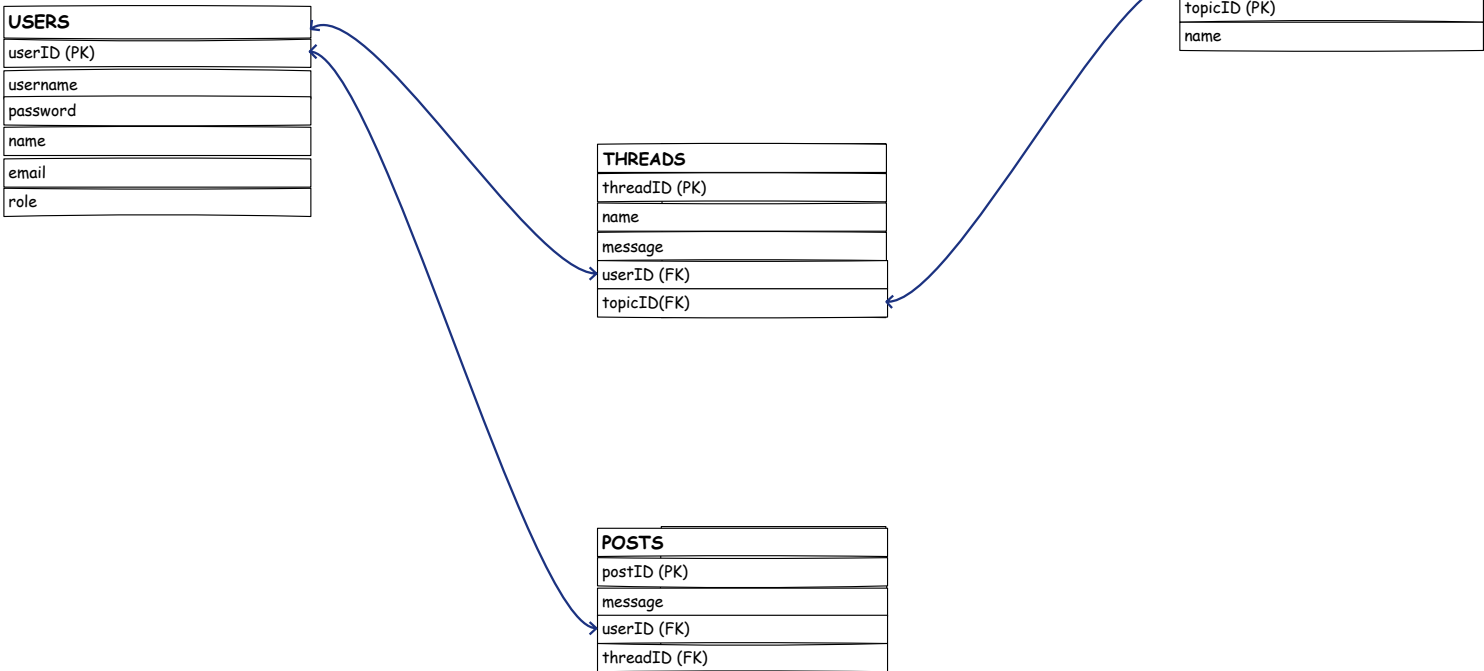 USERS
userID (PK)
username
password
name
email
role
THREADS
threadID (PK)
name
message
userID (FK)
topicID(FK)
topicID (PK)
name
POSTS
postID (PK)
message
userID (FK)
threadID (FK)